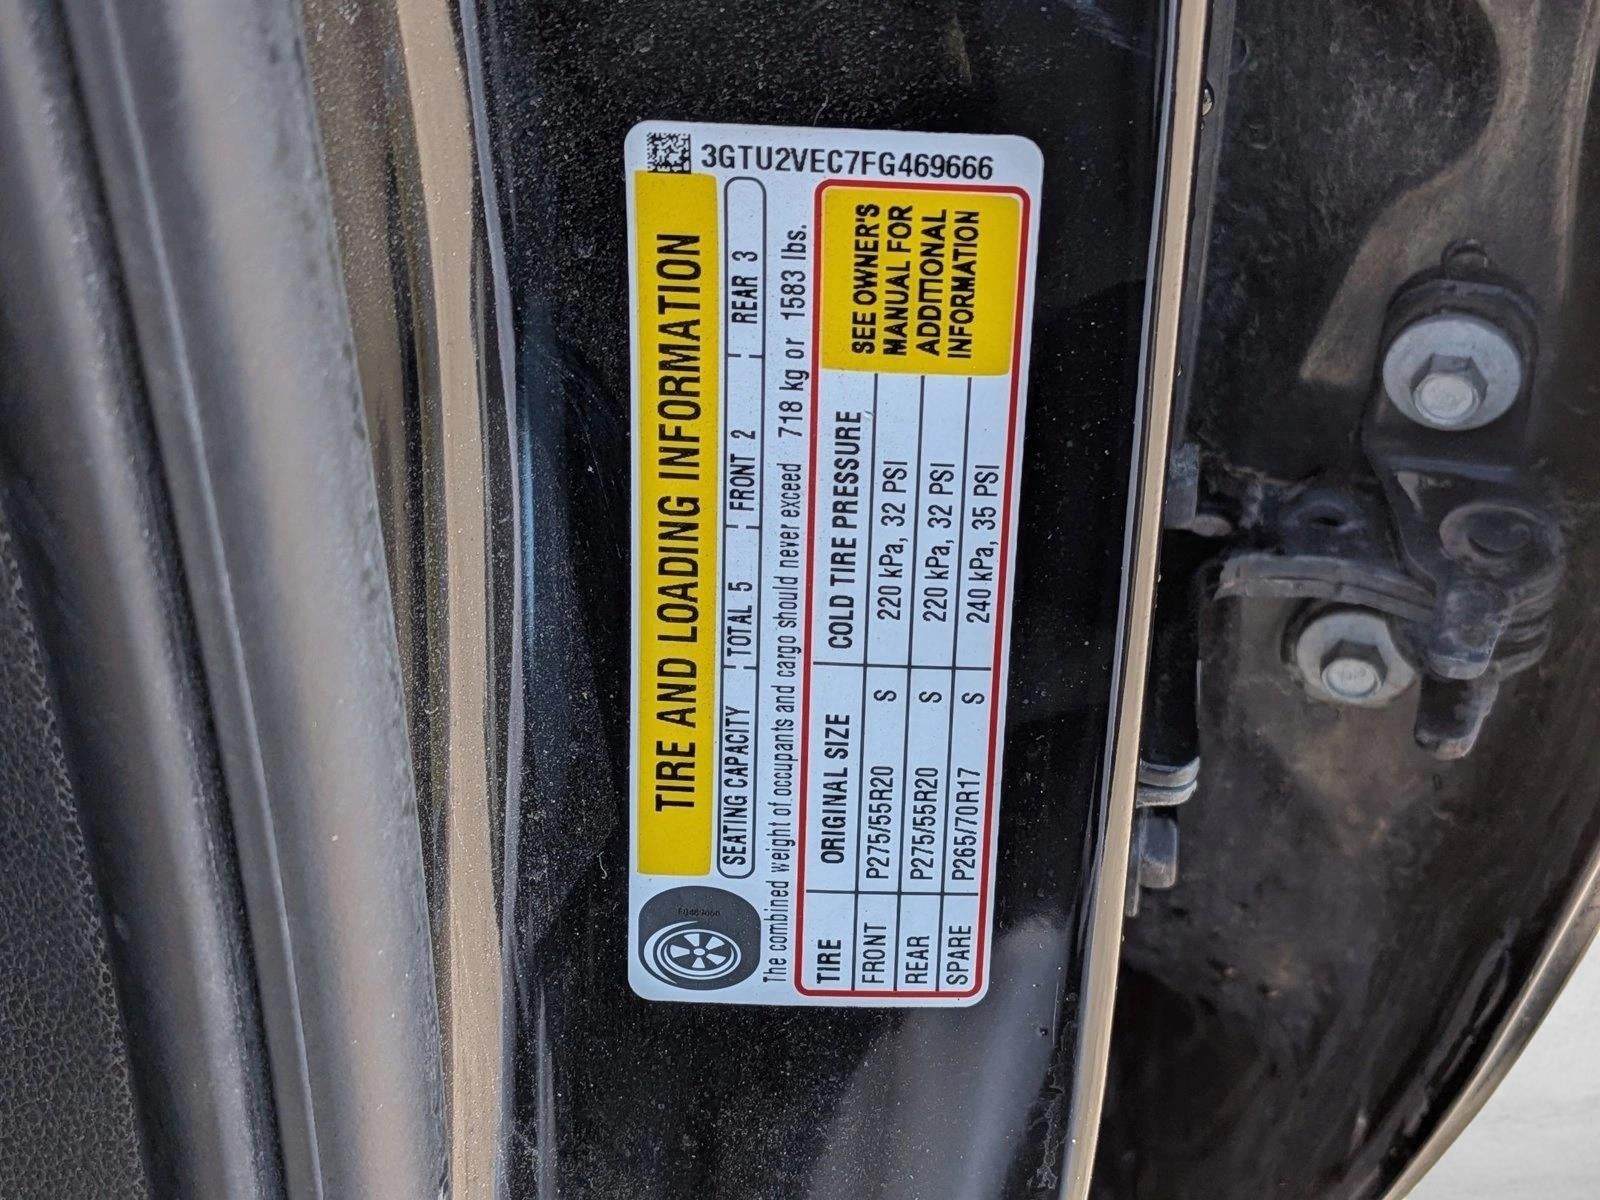 3GTU2VEC7FG469666
TIRE AND LOADING INFORMATION
SEATING CAPACITY TOTAL 5 FRONT 2 REAR 3
The combined weight of occupants and cargo should never exceed 718 kg or 1583 lbs.
TIRE ORIGINAL SIZE COLD TIRE PRESSURE
FRONT P275/55R20 S 220 kPa, 32 PSI
REAR P275/55R20 S 220 kPa, 32 PSI
SPARE P265/70R17 S 240 kPa, 35 PSI
SEE OWNER'S
MANUAL FOR
ADDITIONAL
INFORMATION
FG469666